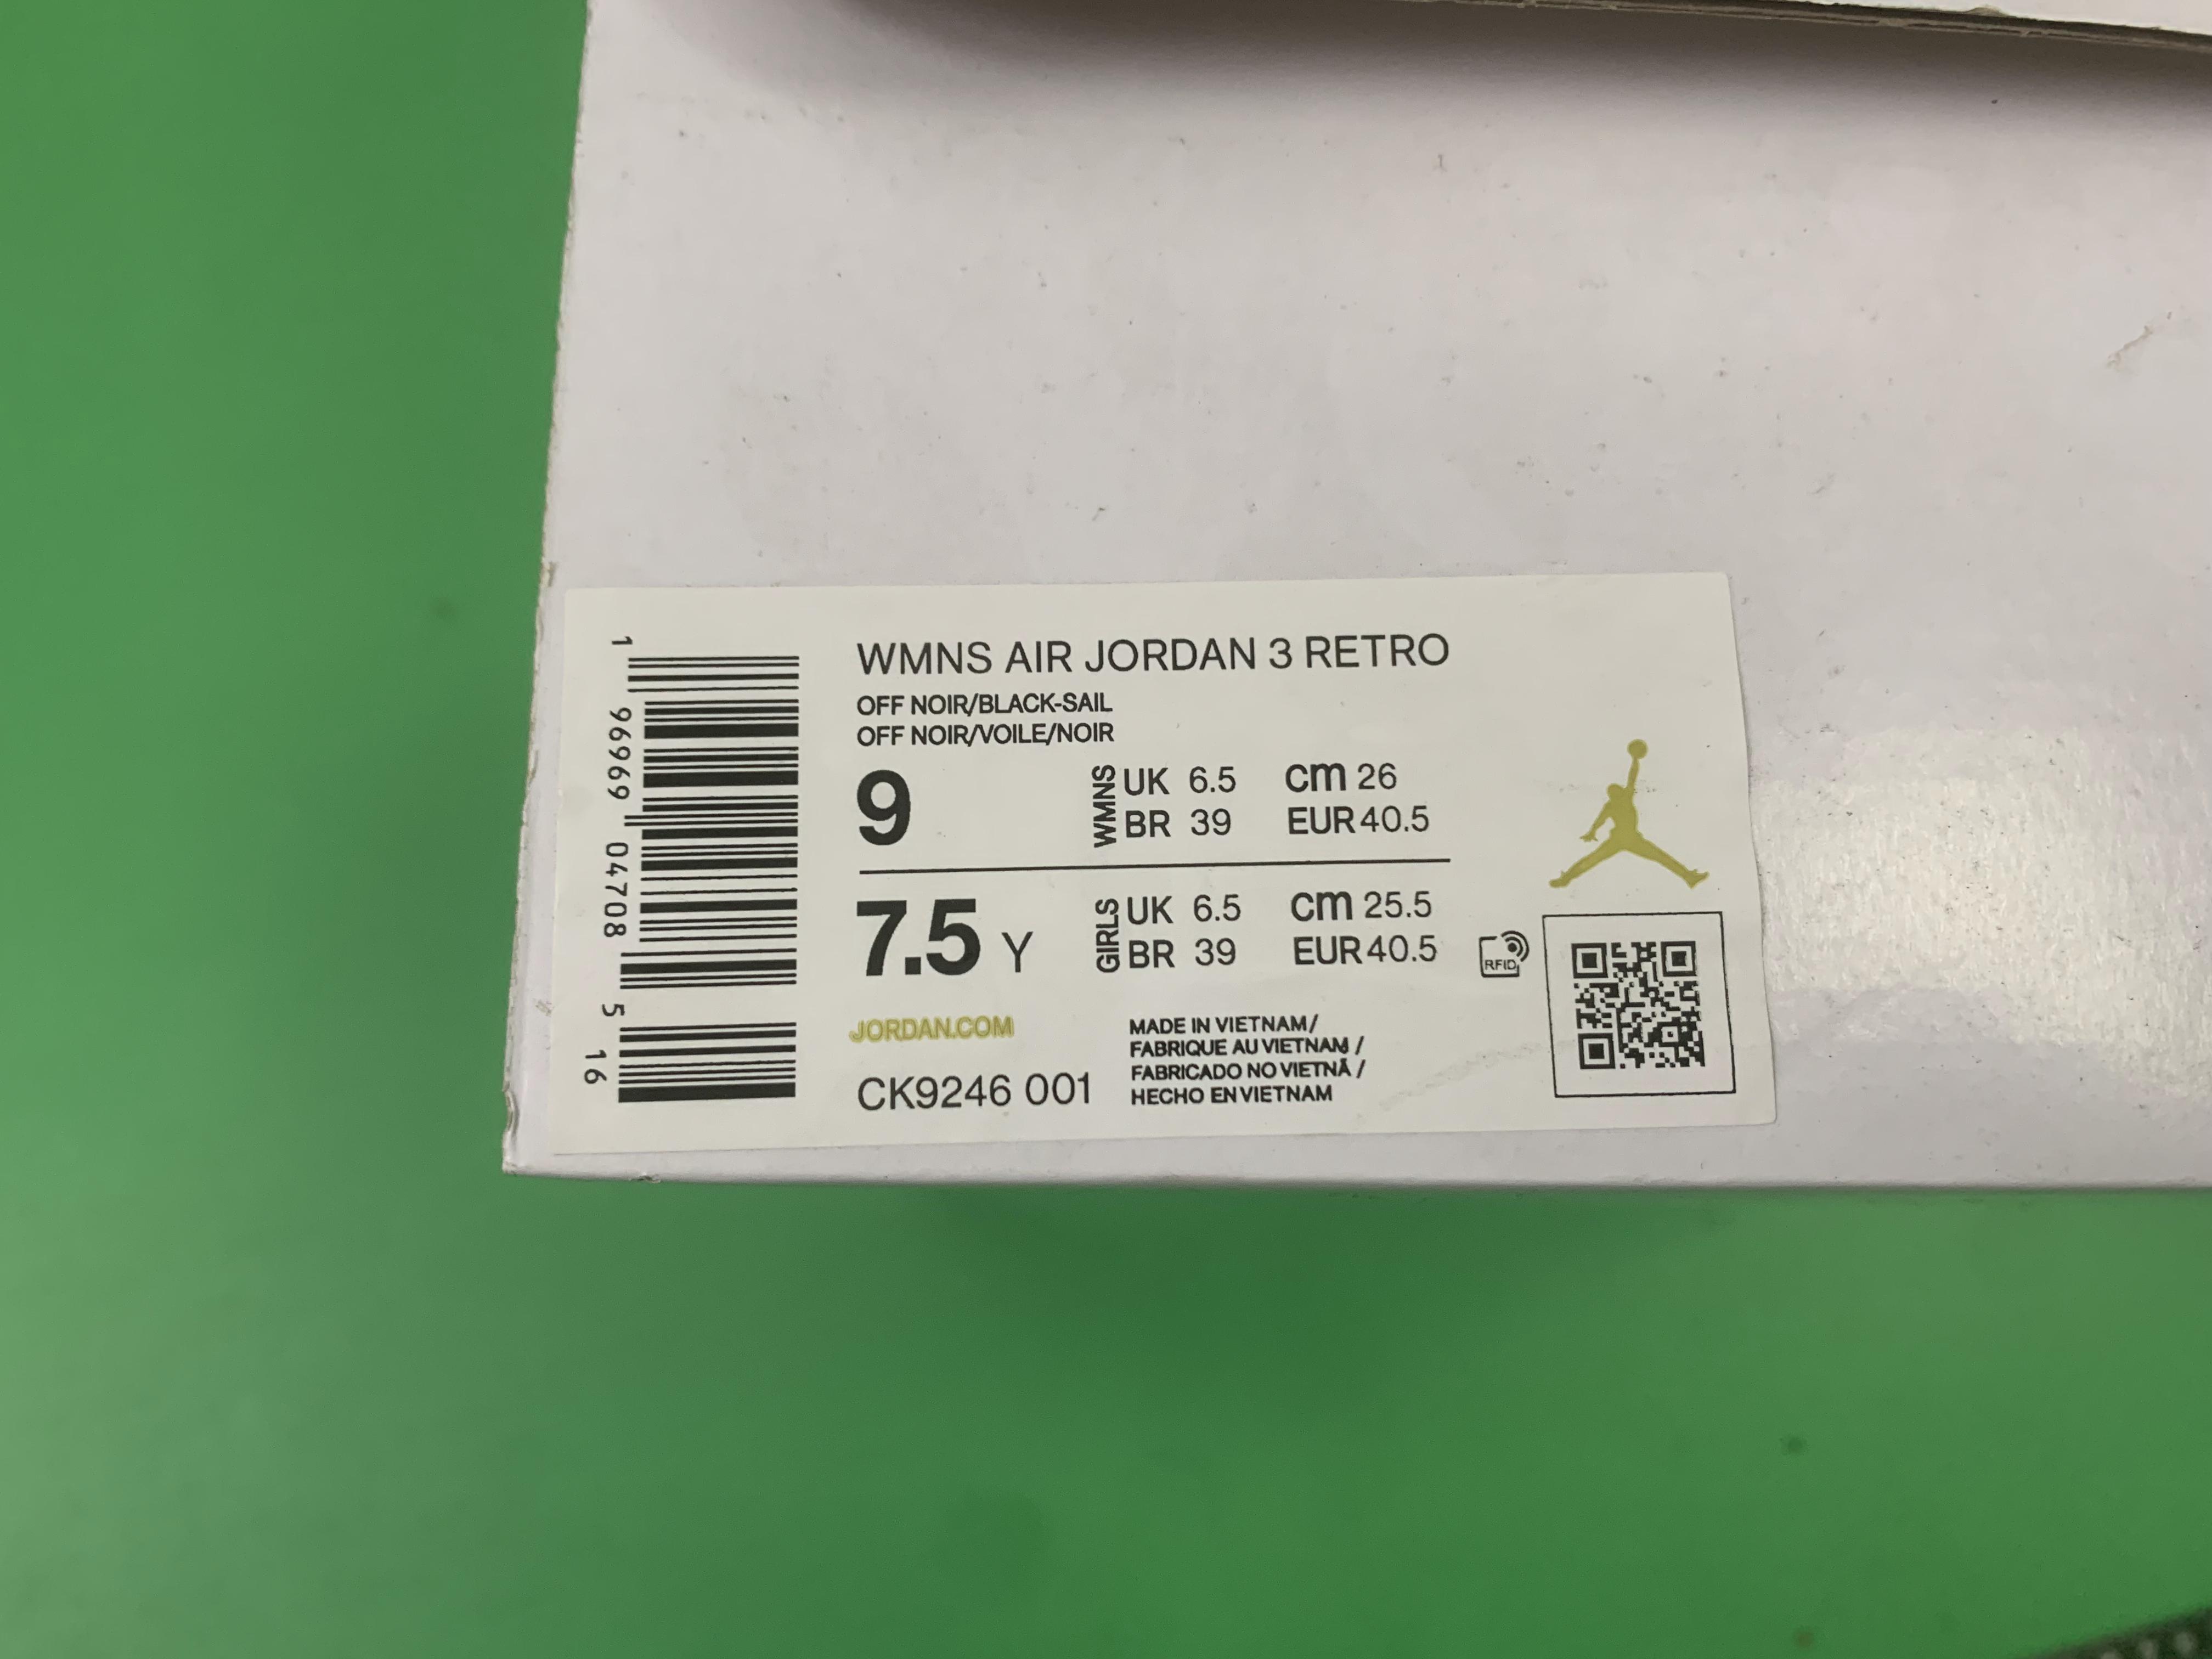 WMNS AIR JORDAN 3 RETRO
OFF NOIR/BLACK-SAIL
OFF NOIR/VOILE/NOIR
9 WMNS UK 6.5 cm 26
BR 39 EUR 40.5
7.5 Y GIRLS UK 6.5 cm 25.5
BR 39 EUR 40.5
RFID
JORDAN.COM
CK9246 001
MADE IN VIETNAM/
FABRIQUE AU VIETNAM /
FABRICADO NO VIETNÃ /
HECHO EN VIETNAM
1 96969 04708 5 16